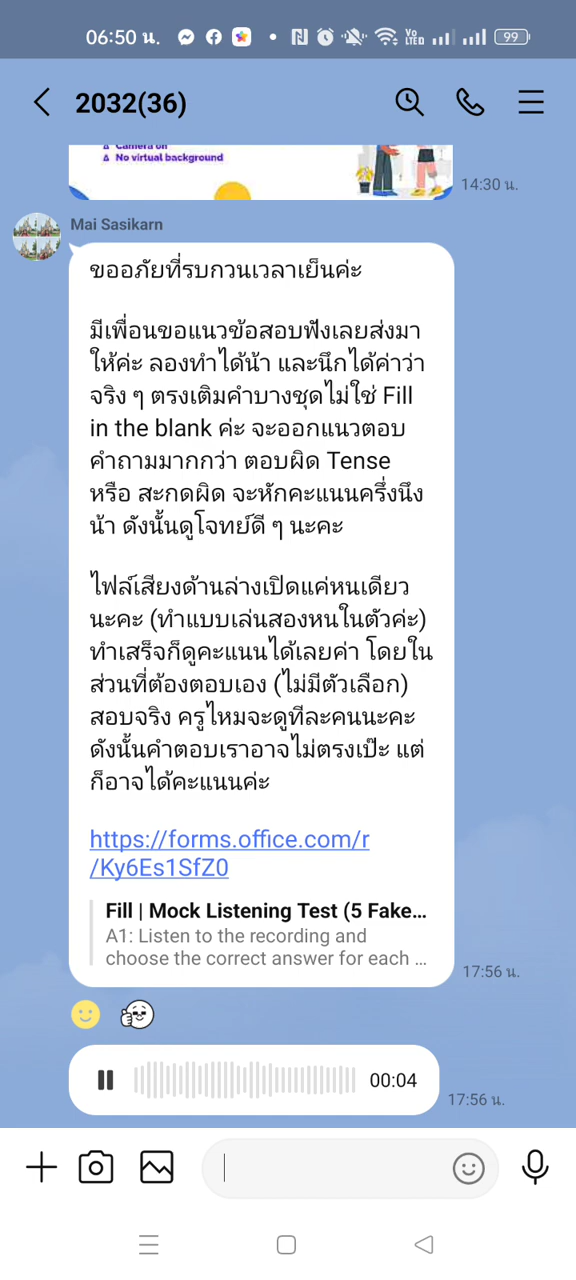 06:50 น.
99
2032(36)
Camera on
No virtual background
14:30 น.
Mai Sasikarn
ขออภัยที่รบกวนเวลาเย็นค่ะ
มีเพื่อนขอแนวข้อสอบฟังเลยส่งมา
ให้ค่ะ ลองทำได้น้า และนึกได้ค่าว่า
จริง ๆ ตรงเติมคำบางชุดไม่ใช่ Fill
in the blank ค่ะ จะออกแนวตอบ
คำถามมากกว่า ตอบผิด Tense
หรือ สะกดผิด จะหักคะแนนครึ่งนึง
น้า ดังนั้นดูโจทย์ดี ๆ นะคะ
ไฟล์เสียงด้านล่างเปิดแค่หนเดียว
นะคะ (ทำแบบเล่นสองหนในตัวค่ะ)
ทำเสร็จก็ดูคะแนนได้เลยค่า โดยใน
ส่วนที่ต้องตอบเอง (ไม่มีตัวเลือก)
สอบจริง ครูไหมจะดูทีละคนนะคะ
ดังนั้นคำตอบเราอาจไม่ตรงเป๊ะ แต่
ก็อาจได้คะแนนค่ะ
https://forms.office.com/r
/Ky6Es1SfZ0
Fill | Mock Listening Test (5 Fake...
A1: Listen to the recording and
choose the correct answer for each ...
17:56 น.
00:04
17:56 น.